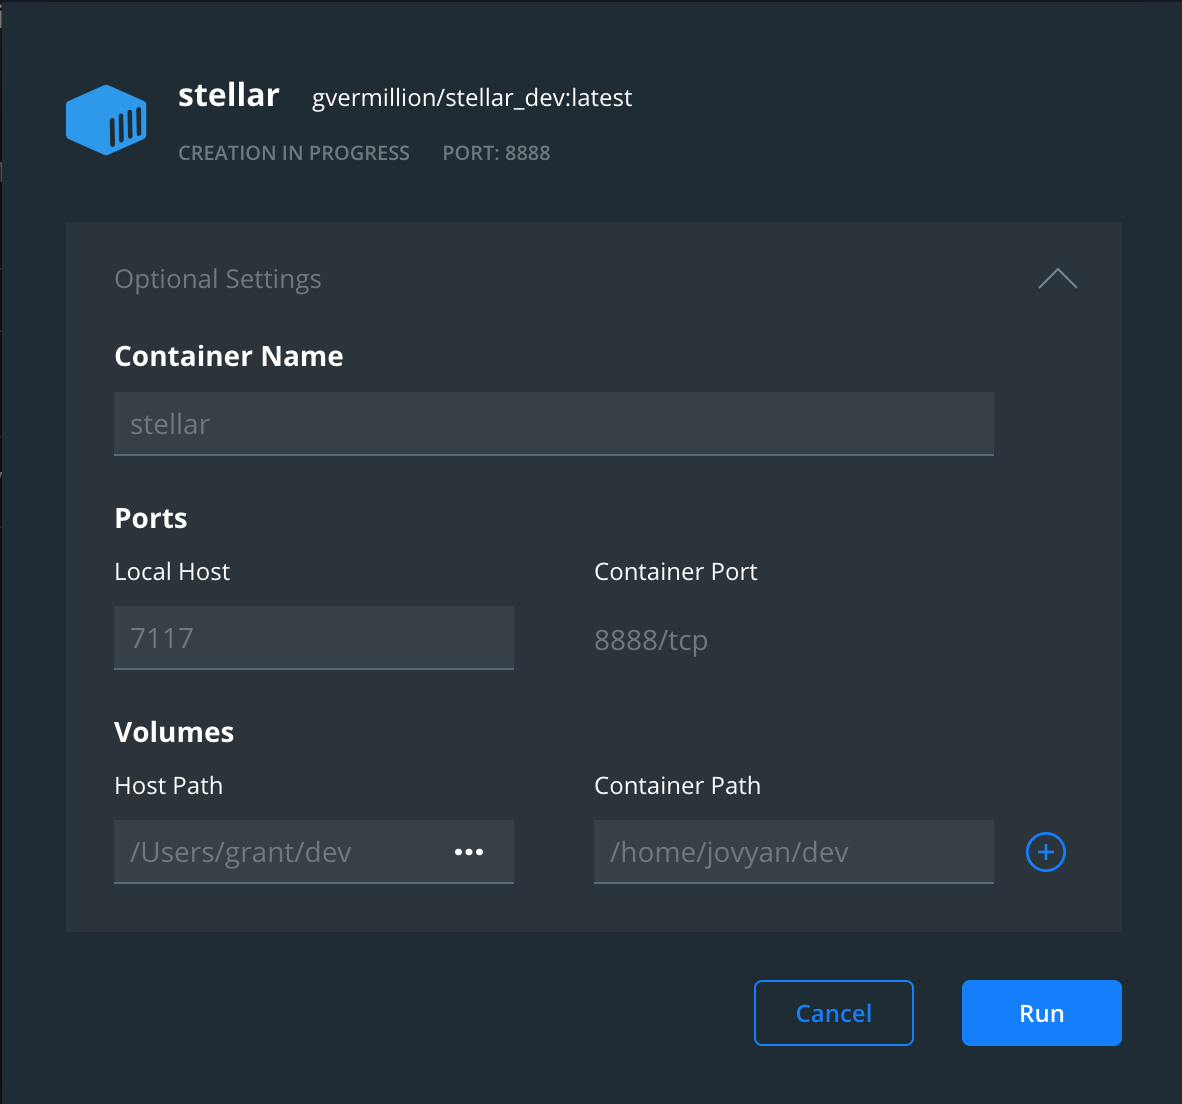 stellar gvermillion/stellar_dev:latest
CREATION IN PROGRESS PORT: 8888
Optional Settings
Container Name
stellar
Ports
Local Host Container Port
7117 8888/tcp
Volumes
Host Path Container Path
/Users/grant/dev ••• /home/jovyan/dev
Cancel Run